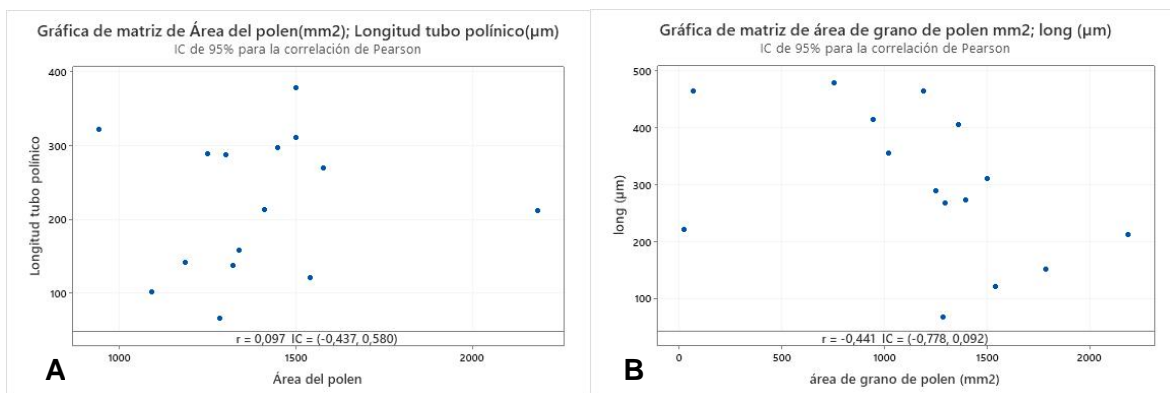 Gráfica de matriz de Área del polen(mm2); Longitud tubo polínico(µm)
IC de 95% para la correlación de Pearson
400
300
200
100
Longitud tubo polínico
r = 0,097 IC = (-0,437, 0,580)
1000
1500
2000
Área del polen
A
Gráfica de matriz de área de grano de polen mm2; long (µm)
IC de 95% para la correlación de Pearson
500
400
300
200
100
long (µm)
r = -0,441 IC = (-0,778, 0,092)
0
500
1000
1500
2000
área de grano de polen (mm2)
B